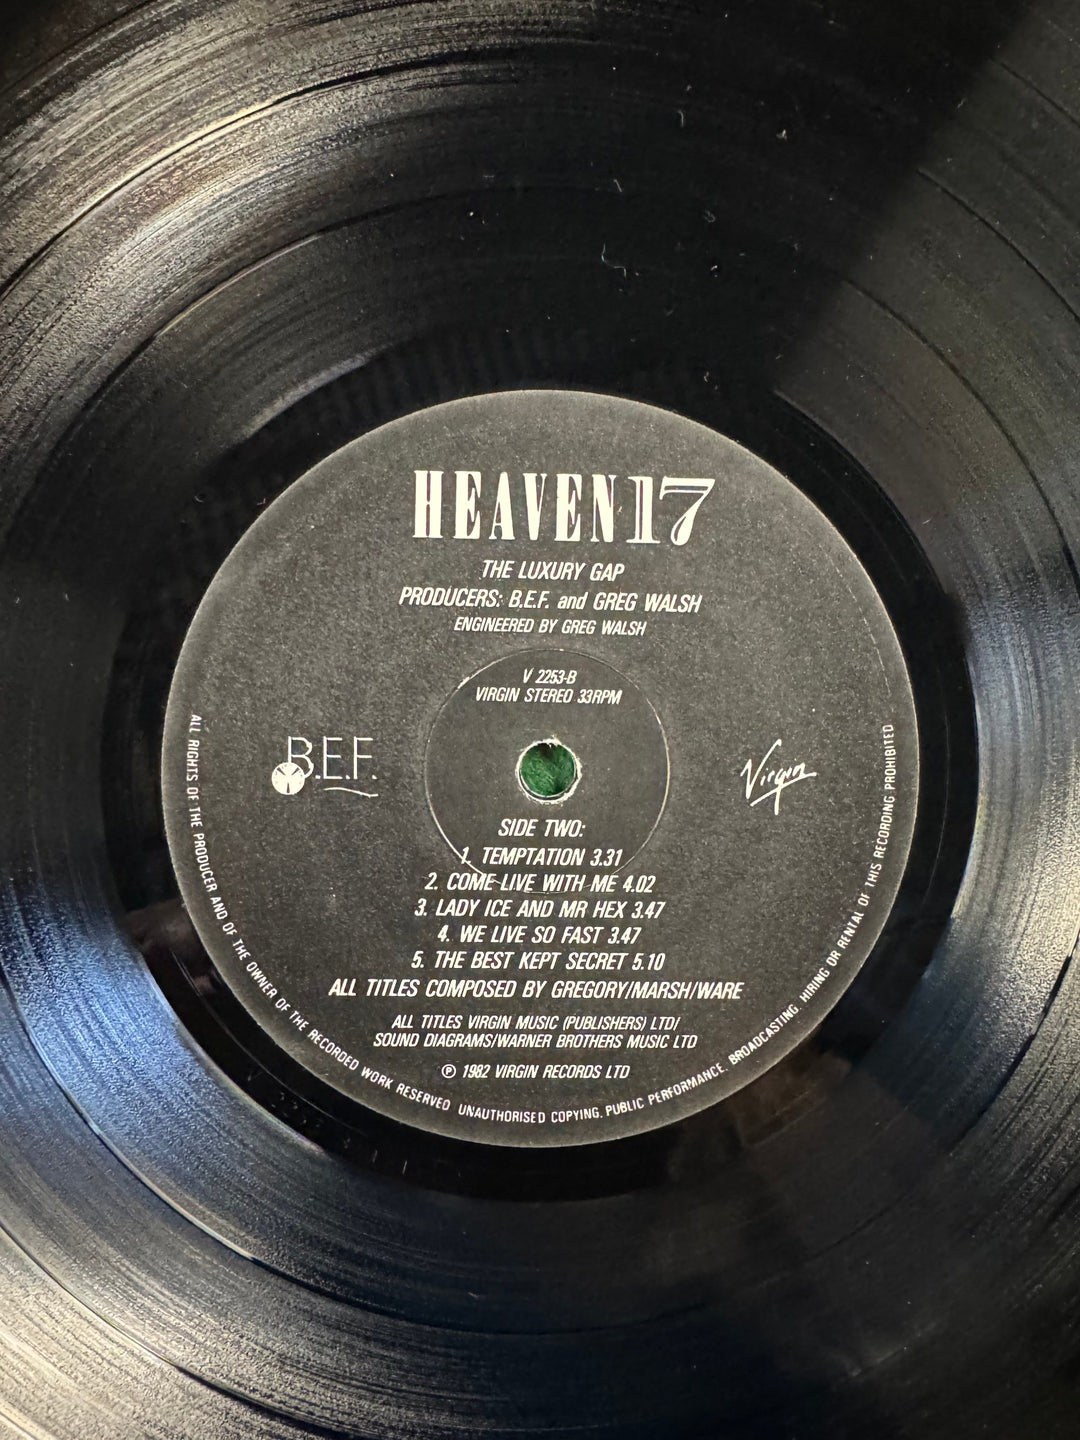 HEAVEN 17
THE LUXURY GAP
PRODUCERS: B.E.F. and GREG WALSH
ENGINEERED BY GREG WALSH
V 2253-B
VIRGIN STEREO 33RPM
B.E.F.
Virgin
SIDE TWO:
1. TEMPTATION 3.31
2. COME LIVE WITH ME 4.02
3. LADY ICE AND MR HEX 3.47
4. WE LIVE SO FAST 3.47
5. THE BEST KEPT SECRET 5.10
ALL TITLES COMPOSED BY GREGORY/MARSH/WARE
ALL TITLES VIRGIN MUSIC (PUBLISHERS) LTD/
SOUND DIAGRAMS/WARNER BROTHERS MUSIC LTD
℗ 1982 VIRGIN RECORDS LTD
ALL RIGHTS OF THE PRODUCER AND OF THE OWNER OF THE RECORDED WORK RESERVED UNAUTHORISED COPYING, PUBLIC PERFORMANCE, BROADCASTING, HIRING OR RENTAL OF THIS RECORDING PROHIBITED